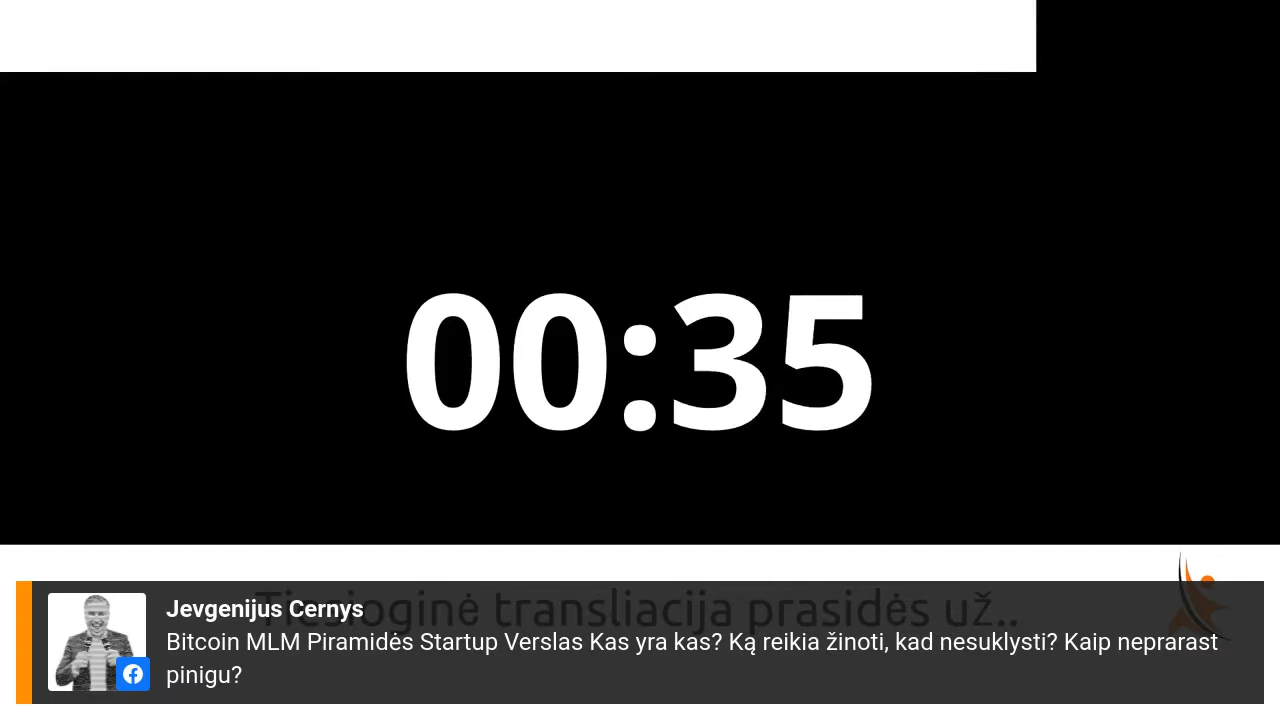 00:35
Tiesioginė transliacija prasidės už..
Jevgenijus Cernys
Bitcoin MLM Piramidės Startup Verslas Kas yra kas? Ką reikia žinoti, kad nesuklysti? Kaip neprarast
pinigu?